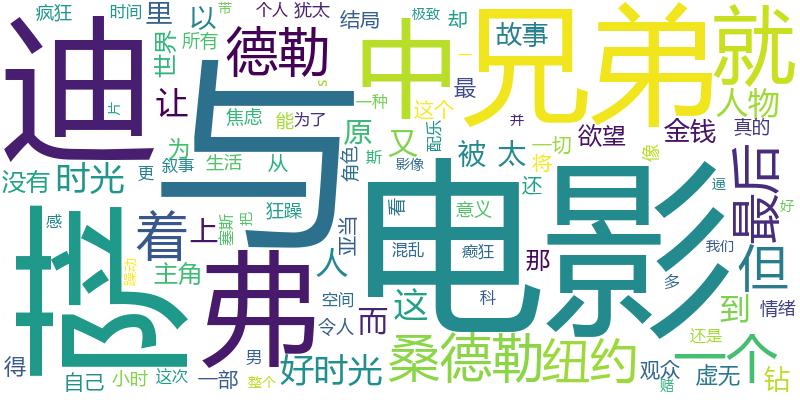 疯狂 时间 里 以 带 个人 犹太 结局 极致 却 兄弟 就
迪 与 世界 所有 德勒 中 故事
片 让 s 一种 这个 最 人物
焦虑 能 为了 原 又 配乐 并 欲望 金钱 真的
没有 时光 更 为 叙事 生活 从 角色 斯 影像 被 太 一切 将 像 最后
萨 感 着 上 塞斯 把 狂躁 亚当 看 电影 意义 还 逼 好
躁动 主角 弗 人 混乱 癫狂 那 我们 但
空间 这 科 多 到 情绪
得 自己 小时 这次 一部 男 整个 好时光 令人 而 桑德勒 纽约 观众 赌 还是 虚无 一个 钻